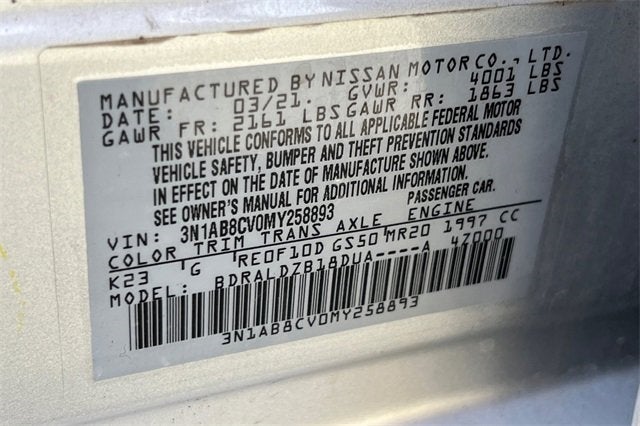 MANUFACTURED BY NISSAN MOTOR CO., LTD.
DATE: 03/21. GVWR: 4001 LBS
GAWR FR: 2161 LBS GAWR RR: 1863 LBS
THIS VEHICLE CONFORMS TO ALL APPLICABLE FEDERAL MOTOR
VEHICLE SAFETY, BUMPER AND THEFT PREVENTION STANDARDS
IN EFFECT ON THE DATE OF MANUFACTURE SHOWN ABOVE.
SEE OWNER'S MANUAL FOR ADDITIONAL INFORMATION.
VIN: 3N1AB8CV0MY258893 PASSENGER CAR.
COLOR TRIM TRANS AXLE ENGINE
K23 G RE0F10D GS50 MR20 1997 CC
MODEL: BDRALDZB18DUA----A 4Z000
3N1AB8CV0MY258893